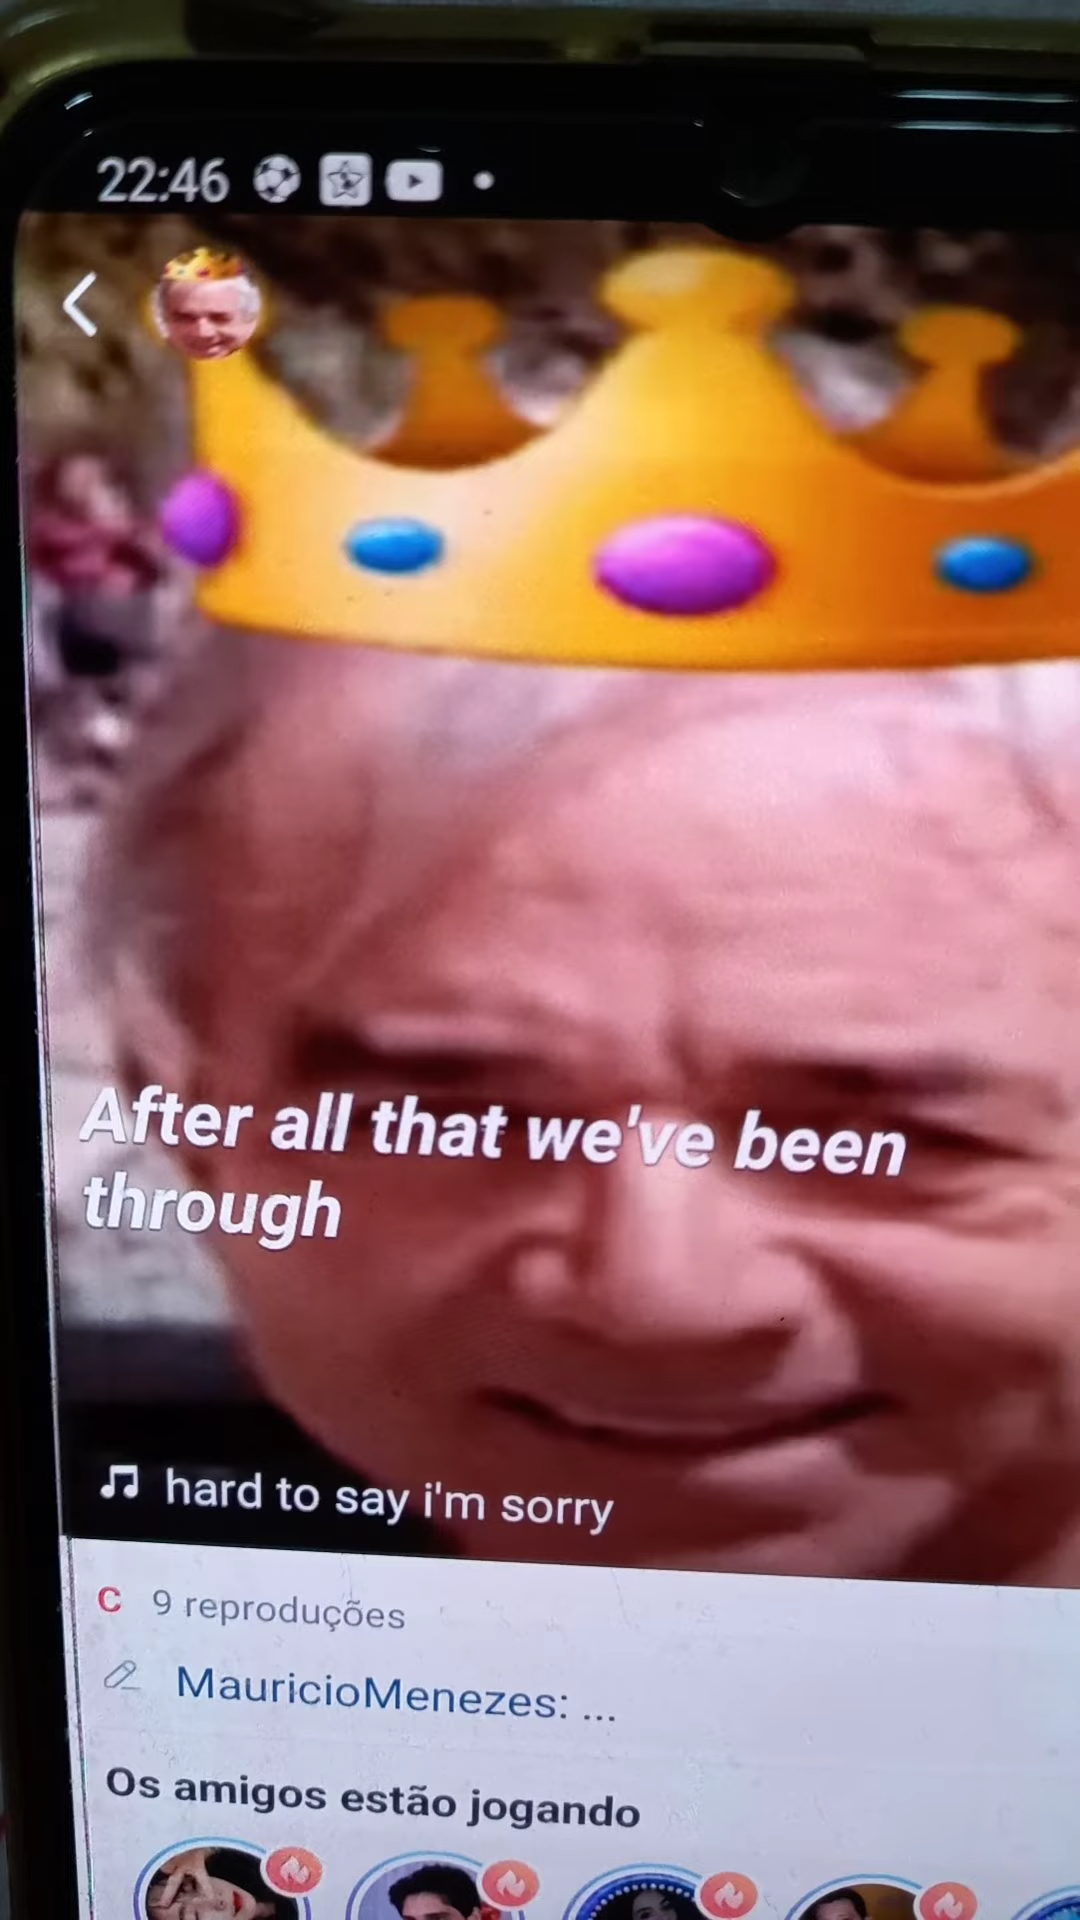 22:46
After all that we've been
through
hard to say i'm sorry
C 9 reproduções
MauricioMenezes: ...
Os amigos estão jogando